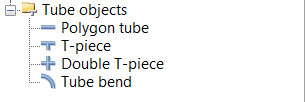 Tube objects
Polygon tube
T-piece
Double T-piece
Tube bend